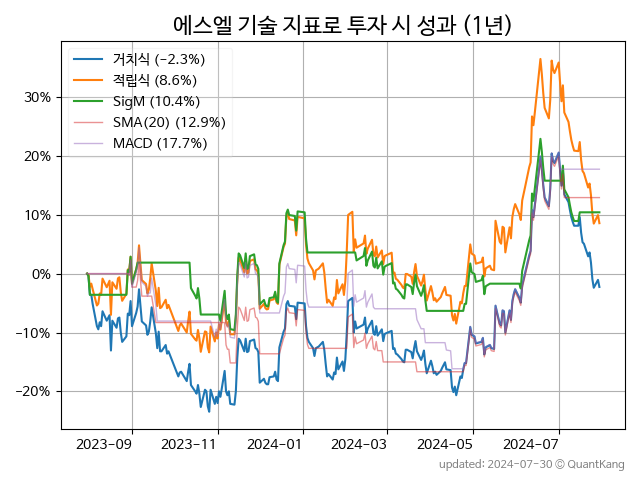 에스엘 기술 지표로 투자 시 성과 (1년)
거치식 (-2.3%)
적립식 (8.6%)
SigM (10.4%)
SMA(20) (12.9%)
MACD (17.7%)
30%
20%
10%
0%
−10%
−20%
2023-09 2023-11 2024-01 2024-03 2024-05 2024-07
updated: 2024-07-30 © QuantKang